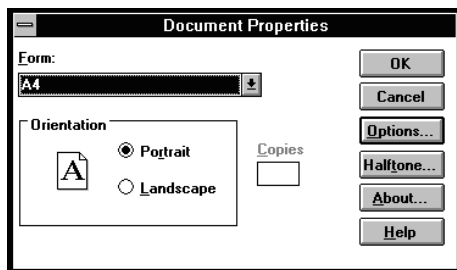 Document Properties
Form:
A4
Orientation
A
Portrait
Landscape
Copies
OK
Cancel
Options...
Halftone...
About...
Help